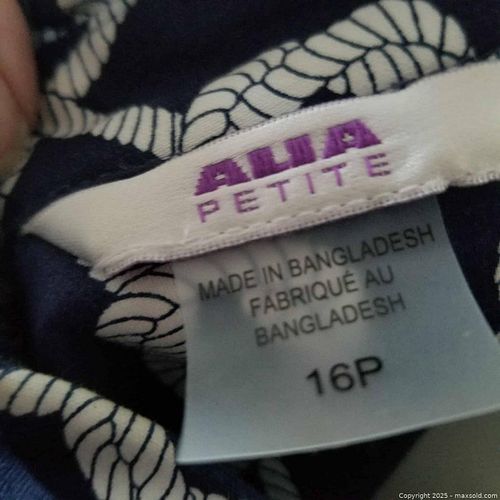 ALIA
PETITE
MADE IN BANGLADESH
FABRIQUÉ AU
BANGLADESH
16P
Copyright © 2025 - maxsold.com